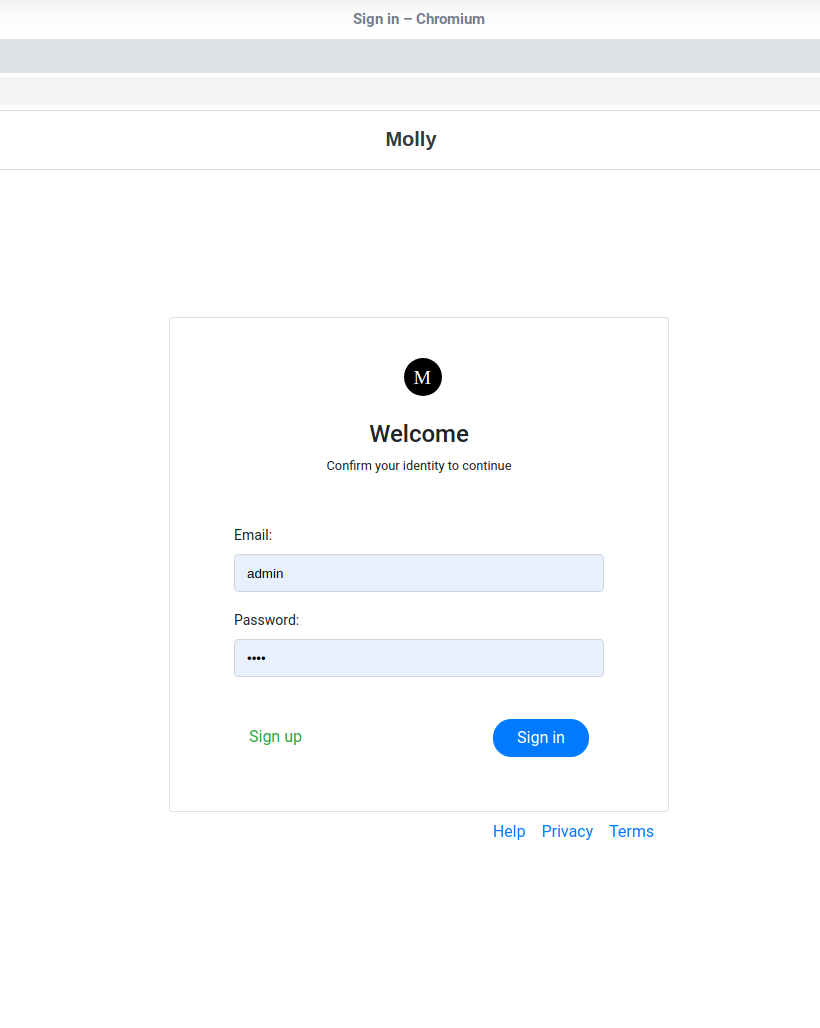 Sign in – Chromium
Molly
M
Welcome
Confirm your identity to continue
Email:
admin
Password:
••••
Sign up
Sign in
Help Privacy Terms